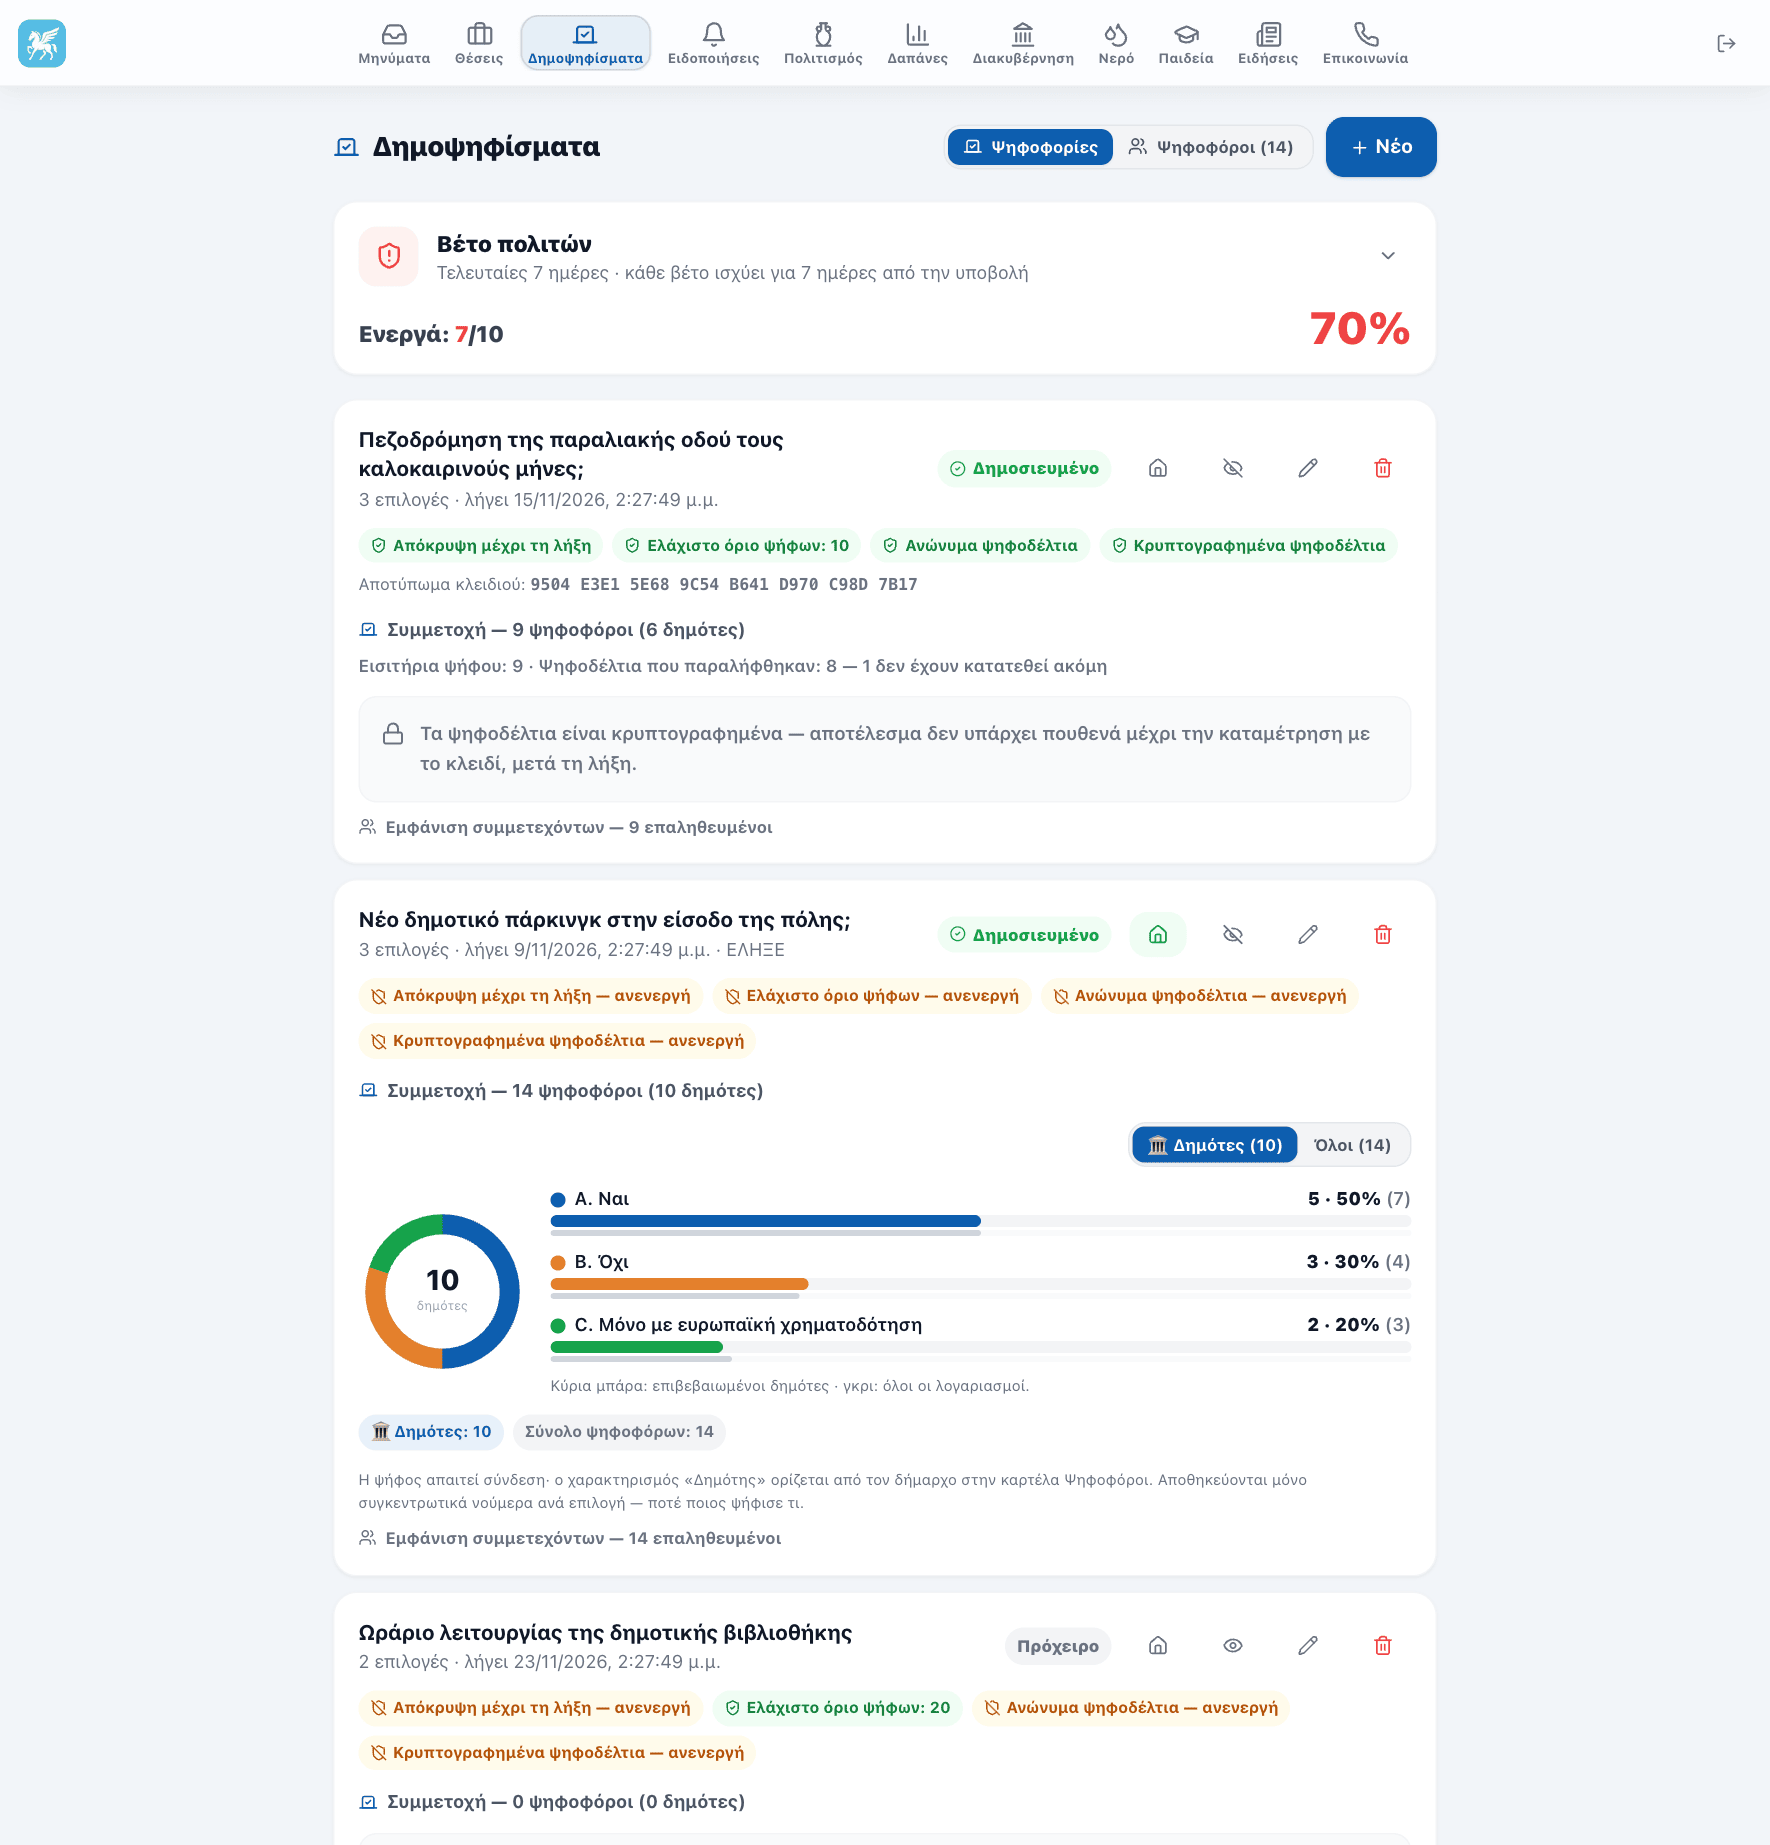 Μηνύματα
Θέσεις
Δημοψηφίσματα
Ειδοποιήσεις
Πολιτισμός
Δαπάνες
Διακυβέρνηση
Νερό
Παιδεία
Ειδήσεις
Επικοινωνία
Δημοψηφίσματα
Ψηφοφορίες
Ψηφοφόροι (14)
+ Νέο
Βέτο πολιτών
Τελευταίες 7 ημέρες · κάθε βέτο ισχύει για 7 ημέρες από την υποβολή
Ενεργά: 7/10
70%
Πεζοδρόμηση της παραλιακής οδού τους
καλοκαιρινούς μήνες;
3 επιλογές · λήγει 15/11/2026, 2:27:49 μ.μ.
Δημοσιευμένο
Απόκρυψη μέχρι τη λήξη
Ελάχιστο όριο ψήφων: 10
Ανώνυμα ψηφοδέλτια
Κρυπτογραφημένα ψηφοδέλτια
Αποτύπωμα κλειδιού: 9504 E3E1 5E68 9C54 B641 D970 C98D 7B17
Συμμετοχή — 9 ψηφοφόροι (6 δημότες)
Εισιτήρια ψήφου: 9 · Ψηφοδέλτια που παραλήφθηκαν: 8 — 1 δεν έχουν κατατεθεί ακόμη
Τα ψηφοδέλτια είναι κρυπτογραφημένα — αποτέλεσμα δεν υπάρχει πουθενά μέχρι την καταμέτρηση με
το κλειδί, μετά τη λήξη.
Εμφάνιση συμμετεχόντων — 9 επαληθευμένοι
Νέο δημοτικό πάρκινγκ στην είσοδο της πόλης;
3 επιλογές · λήγει 9/11/2026, 2:27:49 μ.μ. · ΕΛΗΞΕ
Δημοσιευμένο
Απόκρυψη μέχρι τη λήξη — ανενεργή
Ελάχιστο όριο ψήφων — ανενεργή
Ανώνυμα ψηφοδέλτια — ανενεργή
Κρυπτογραφημένα ψηφοδέλτια — ανενεργή
Συμμετοχή — 14 ψηφοφόροι (10 δημότες)
🏛 Δημότες (10)
Όλοι (14)
10
δημότες
A. Ναι
5 · 50% (7)
B. Όχι
3 · 30% (4)
C. Μόνο με ευρωπαϊκή χρηματοδότηση
2 · 20% (3)
Κύρια μπάρα: επιβεβαιωμένοι δημότες · γκρι: όλοι οι λογαριασμοί.
🏛 Δημότες: 10
Σύνολο ψηφοφόρων: 14
Η ψήφος απαιτεί σύνδεση· ο χαρακτηρισμός «Δημότης» ορίζεται από τον δήμαρχο στην καρτέλα Ψηφοφόροι. Αποθηκεύονται μόνο
συγκεντρωτικά νούμερα ανά επιλογή — ποτέ ποιος ψήφισε τι.
Εμφάνιση συμμετεχόντων — 14 επαληθευμένοι
Ωράριο λειτουργίας της δημοτικής βιβλιοθήκης
2 επιλογές · λήγει 23/11/2026, 2:27:49 μ.μ.
Πρόχειρο
Απόκρυψη μέχρι τη λήξη — ανενεργή
Ελάχιστο όριο ψήφων: 20
Ανώνυμα ψηφοδέλτια — ανενεργή
Κρυπτογραφημένα ψηφοδέλτια — ανενεργή
Συμμετοχή — 0 ψηφοφόροι (0 δημότες)